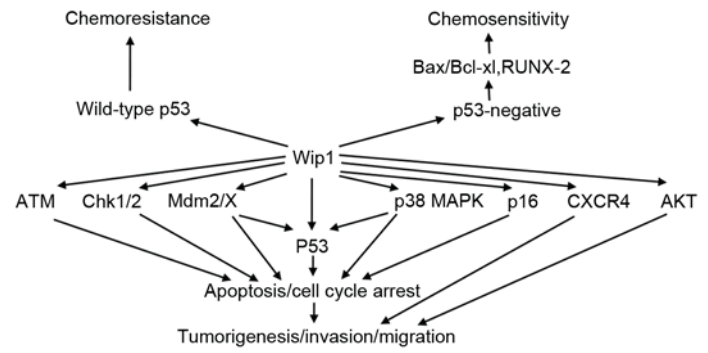 Chemoresistance
Chemosensitivity
Bax/Bcl-xl,RUNX-2
Wild-type p53
p53-negative
Wip1
ATM
Chk1/2
Mdm2/X
p38 MAPK
p16
CXCR4
AKT
P53
Apoptosis/cell cycle arrest
Tumorigenesis/invasion/migration